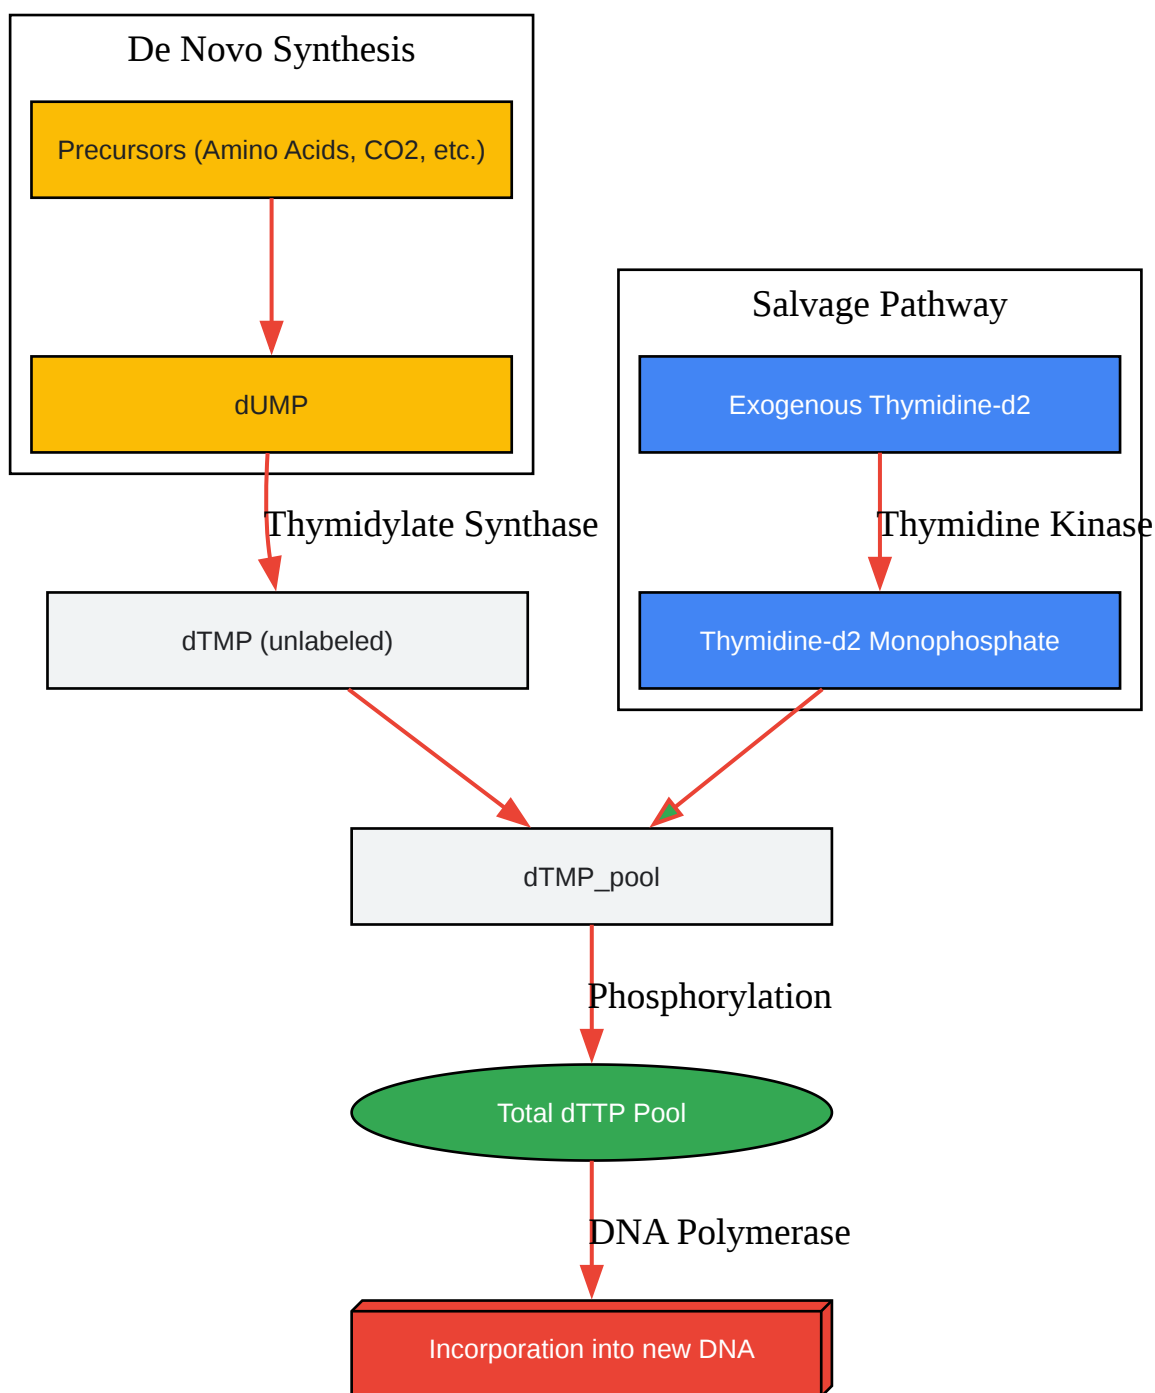 De Novo Synthesis
Precursors (Amino Acids, CO2, etc.)
dUMP
Thymidylate Synthase
dTMP (unlabeled)
Salvage Pathway
Exogenous Thymidine-d2
Thymidine Kinase
Thymidine-d2 Monophosphate
dTMP_pool
Phosphorylation
Total dTTP Pool
DNA Polymerase
Incorporation into new DNA